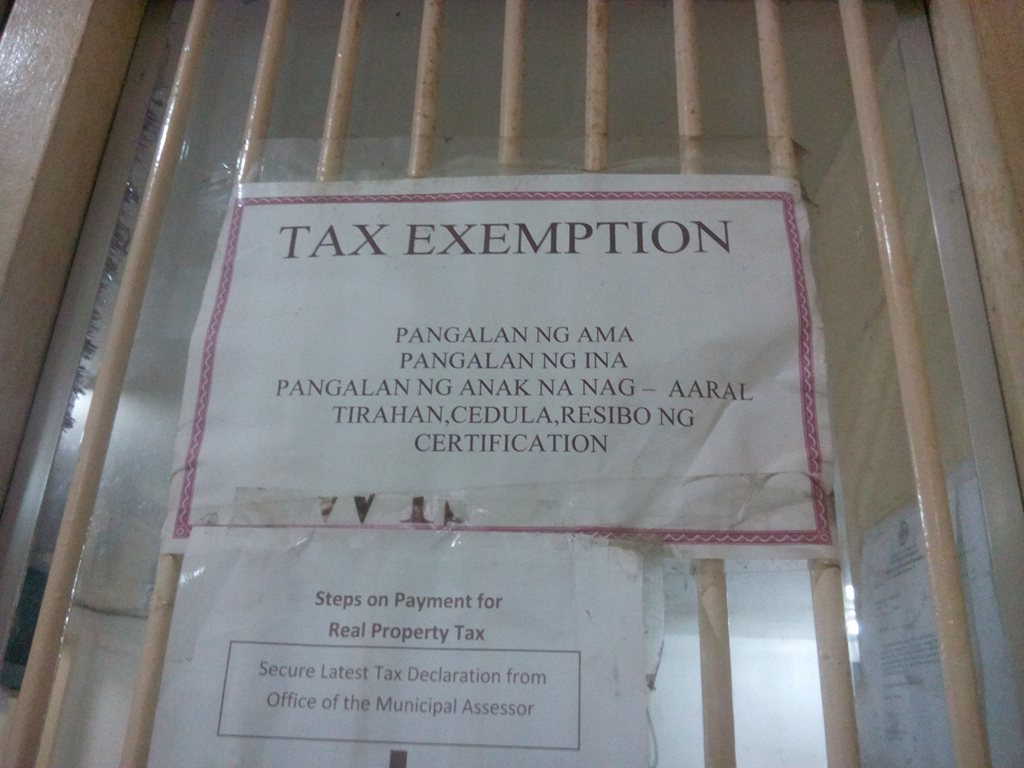 TAX EXEMPTION
PANGALAN NG AMA
PANGALAN NG INA
PANGALAN NG ANAK NA NAG – AARAL
TIRAHAN,CEDULA,RESIBO NG
CERTIFICATION
Steps on Payment for
Real Property Tax
Secure Latest Tax Declaration from
Office of the Municipal Assessor